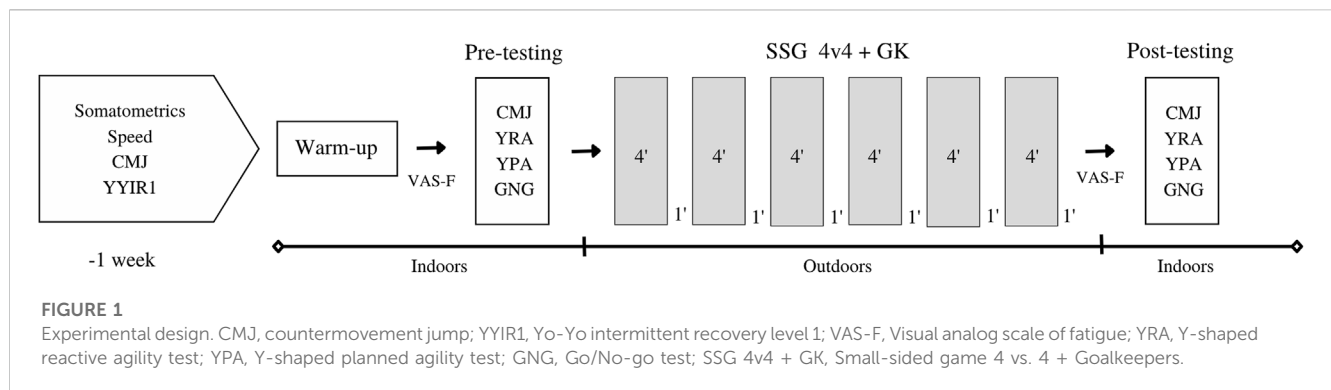 Pre-testing
SSG 4v4 + GK
Post-testing
Somatometrics
Speed
CMJ
YYIR1
Warm-up
VAS-F
CMJ
YRA
YPA
GNG
4'
1'
4'
1'
4'
1'
4'
1'
4'
1'
4'
1'
VAS-F
CMJ
YRA
YPA
GNG
-1 week
Indoors
Outdoors
Indoors
FIGURE 1
Experimental design. CMJ, countermovement jump; YYIR1, Yo-Yo intermittent recovery level 1; VAS-F, Visual analog scale of fatigue; YRA, Y-shaped
reactive agility test; YPA, Y-shaped planned agility test; GNG, Go/No-go test; SSG 4v4 + GK, Small-sided game 4 vs. 4 + Goalkeepers.